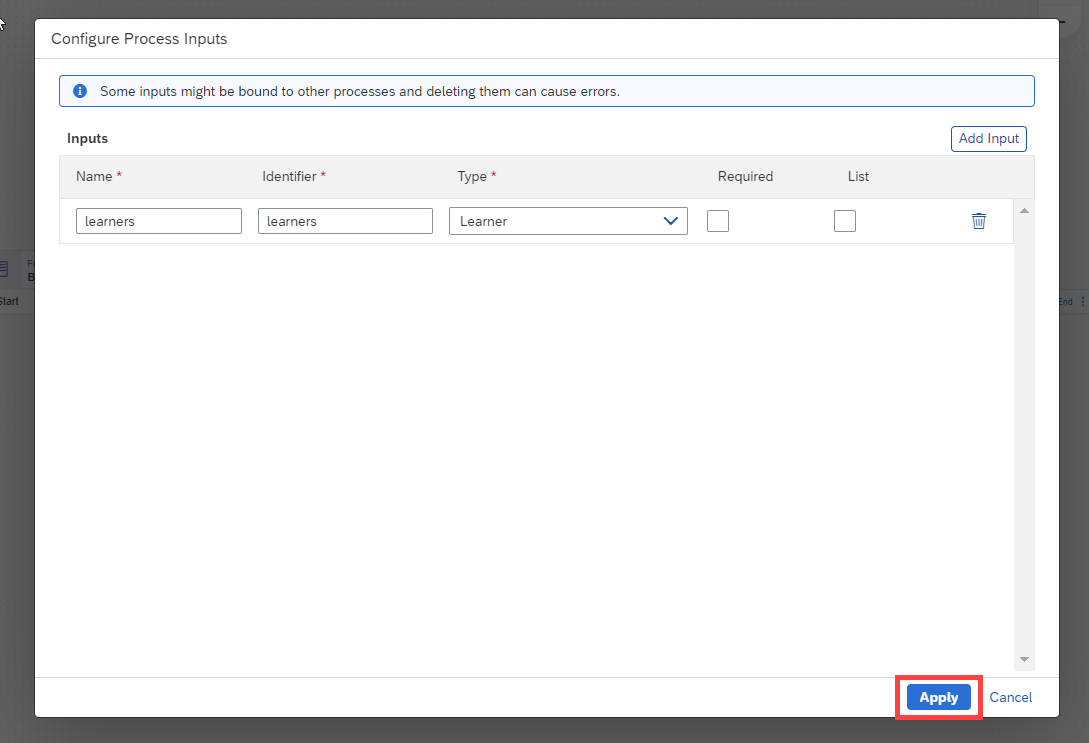 Configure Process Inputs
Some inputs might be bound to other processes and deleting them can cause errors.
Inputs
Add Input
Name * Identifier * Type * Required List
learners learners Learner
Start
End
Apply Cancel